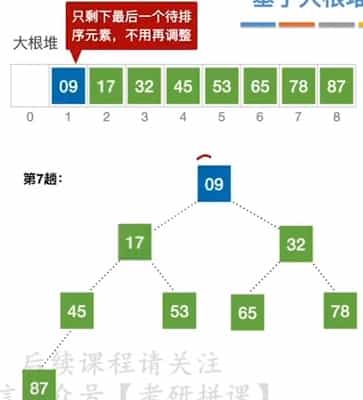 基于大根堆
只剩下最后一个待排
序元素，不用再调整
大根堆
09 17 32 45 53 65 78 87
0 1 2 3 4 5 6 7 8
第7趟：
09
17 32
45 53 65 78
87
后续课程请关注
公众号【考研拼课】